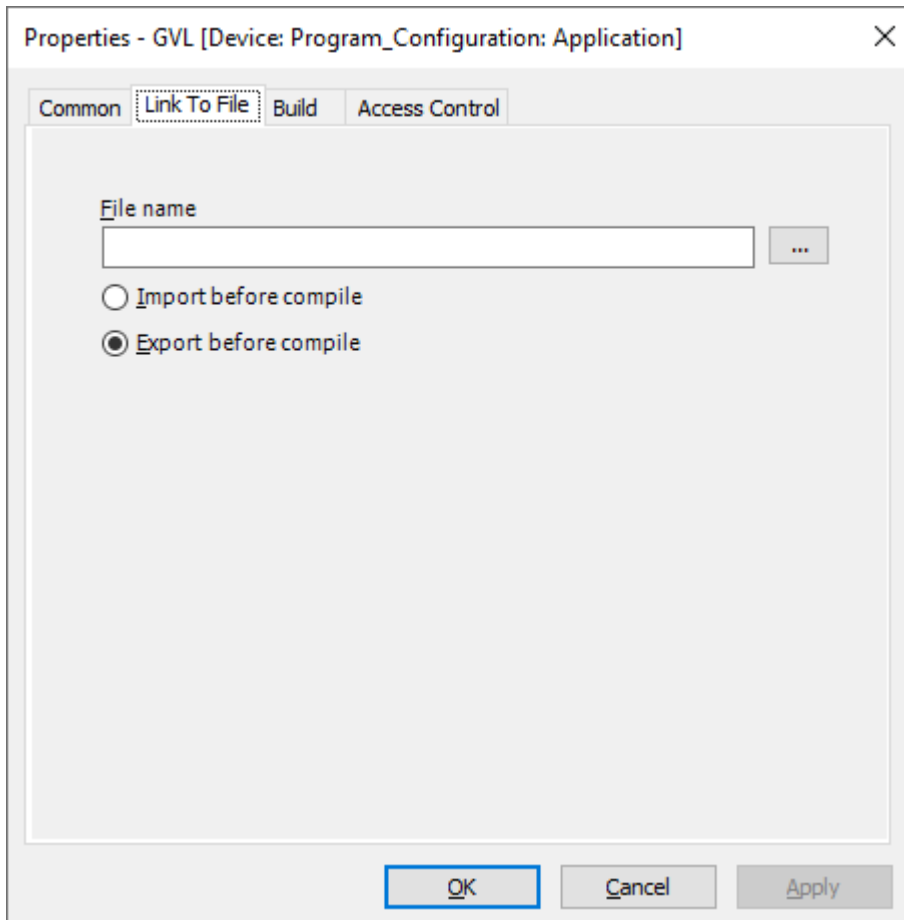 Properties - GVL [Device: Program_Configuration: Application]
Common Link To File Build Access Control
File name
...
Import before compile
Export before compile
OK Cancel Apply